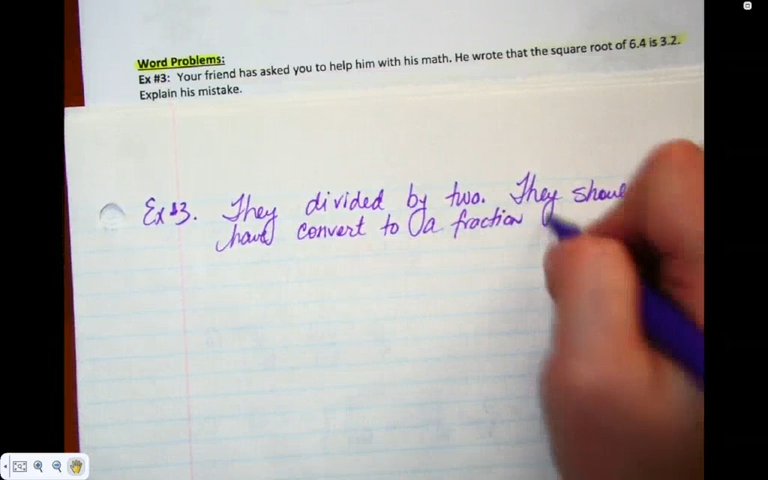 Word Problems:
Ex #3: Your friend has asked you to help him with his math. He wrote that the square root of 6.4 is 3.2.
Explain his mistake.
Ex #3. They divided by two. They shoul
have convert to a fraction